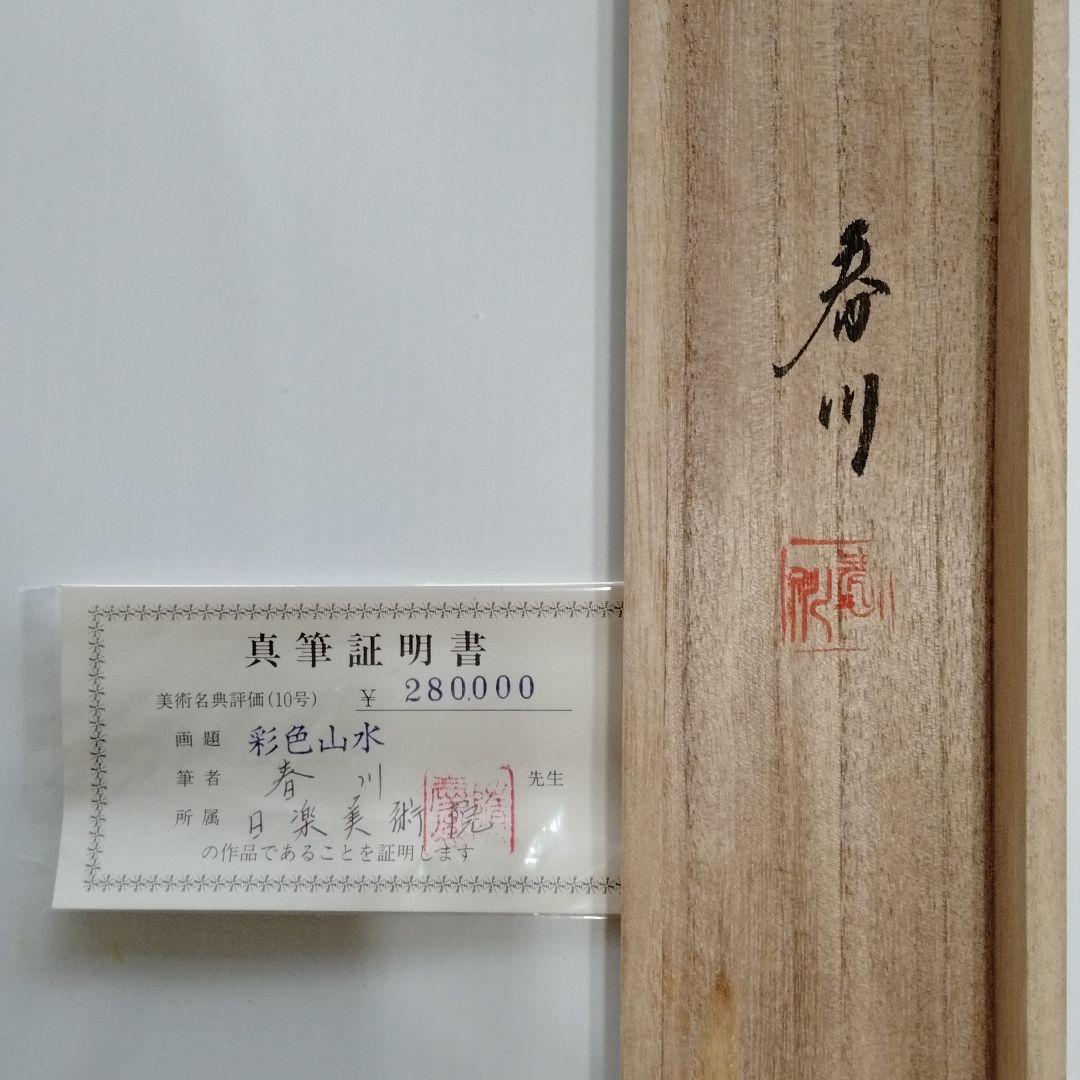 真筆証明書
美術名典評価(10号) ¥ 280.000
画題 彩色山水
筆者 春川 先生
所属 日楽美術院
の作品であることを証明します
春川